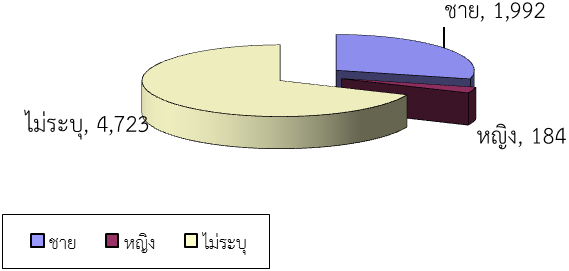 ชาย, 1,992
ไม่ระบุ, 4,723
หญิง, 184
ชาย หญิง ไม่ระบุ